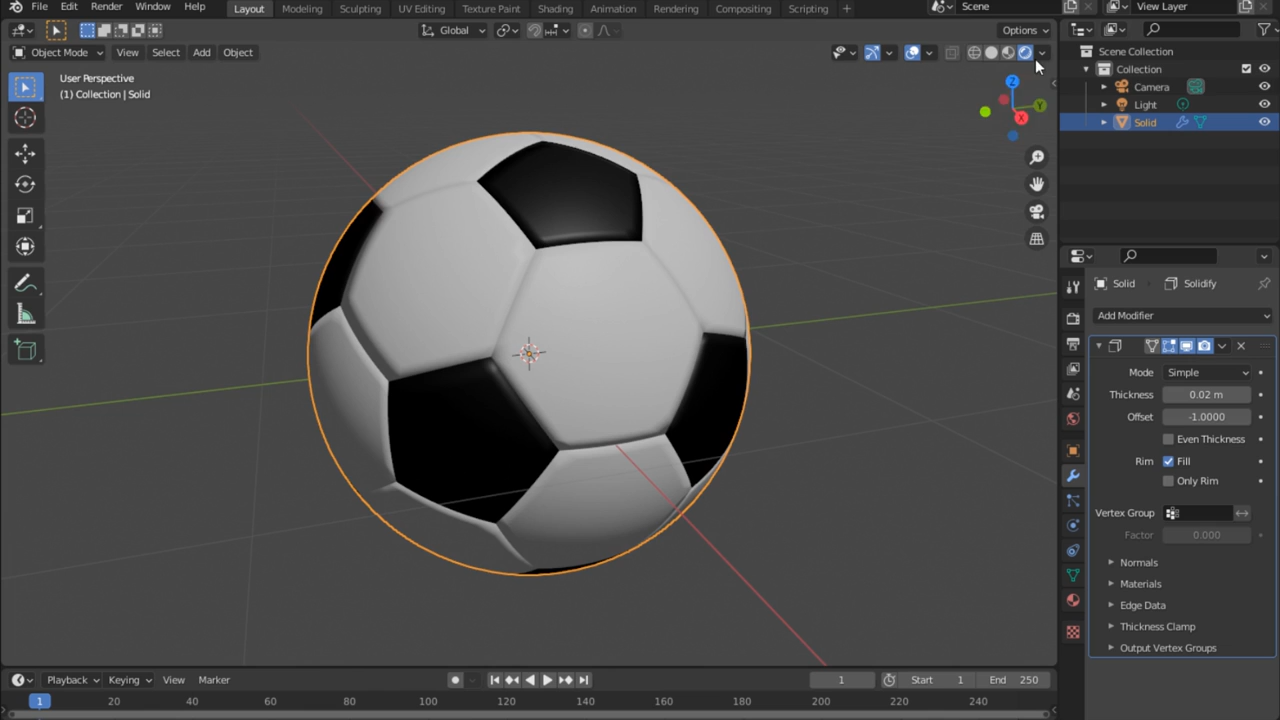 File Edit Render Window Help Layout Modeling Sculpting UV Editing Texture Paint Shading Animation Rendering Compositing Scripting + Scene View Layer
Global Options
Object Mode View Select Add Object
User Perspective
(1) Collection | Solid
Z
Y
X
Scene Collection
Collection
Camera
Light
Solid
Solid Solidify
Add Modifier
Mode Simple
Thickness 0.02 m
Offset -1.0000
Even Thickness
Rim Fill
Only Rim
Vertex Group
Factor 0.000
Normals
Materials
Edge Data
Thickness Clamp
Output Vertex Groups
Playback Keying View Marker 1 Start 1 End 250
1 20 40 60 80 100 120 140 160 180 200 220 240